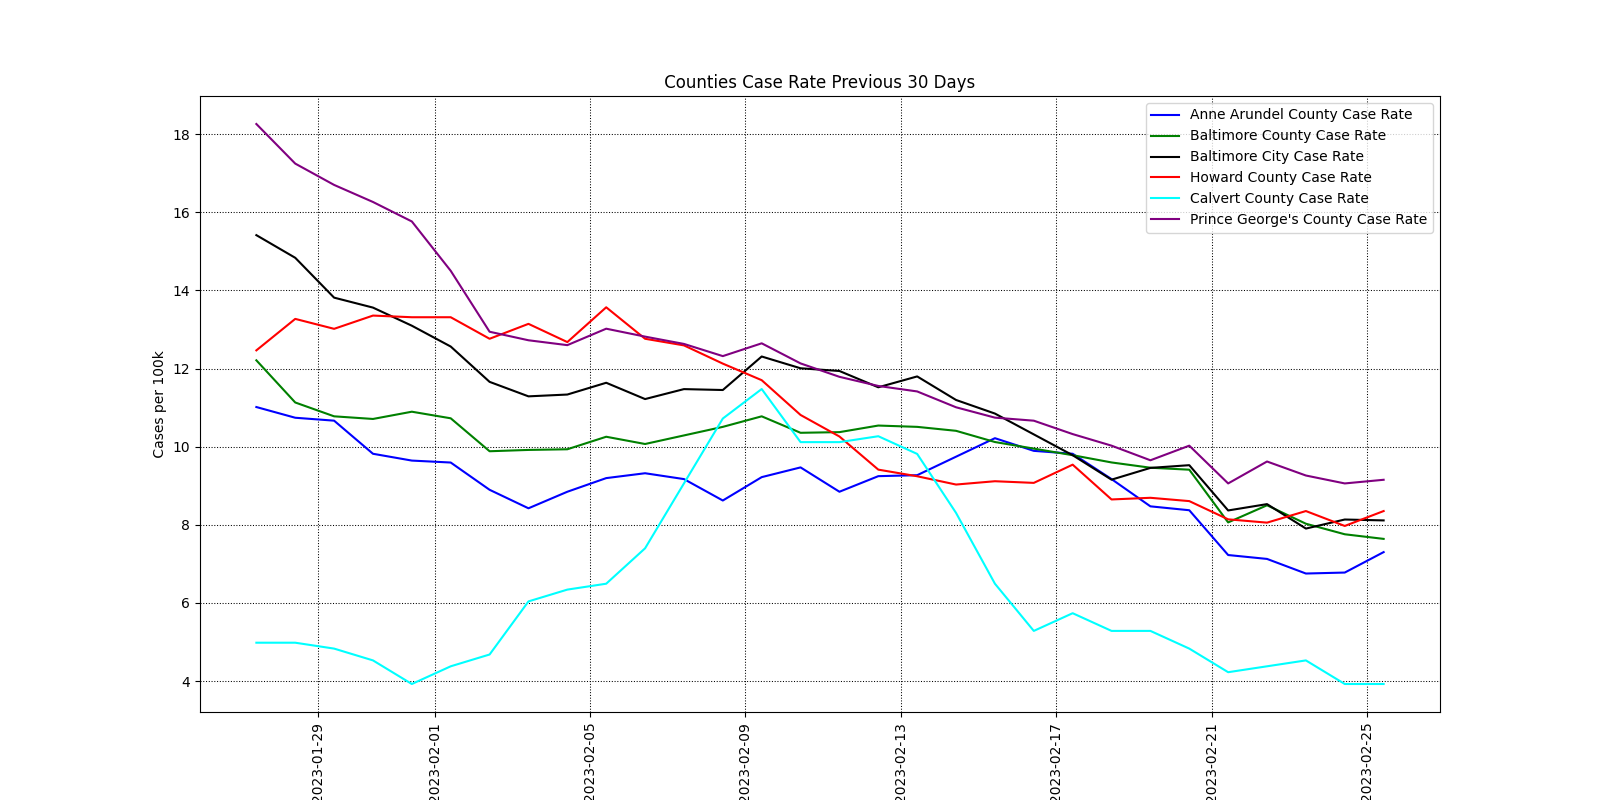 Counties Case Rate Previous 30 Days
Anne Arundel County Case Rate
Baltimore County Case Rate
Baltimore City Case Rate
Howard County Case Rate
Calvert County Case Rate
Prince George's County Case Rate
Cases per 100k
18
16
14
12
10
8
6
4
2023-01-29
2023-02-01
2023-02-05
2023-02-09
2023-02-13
2023-02-17
2023-02-21
2023-02-25